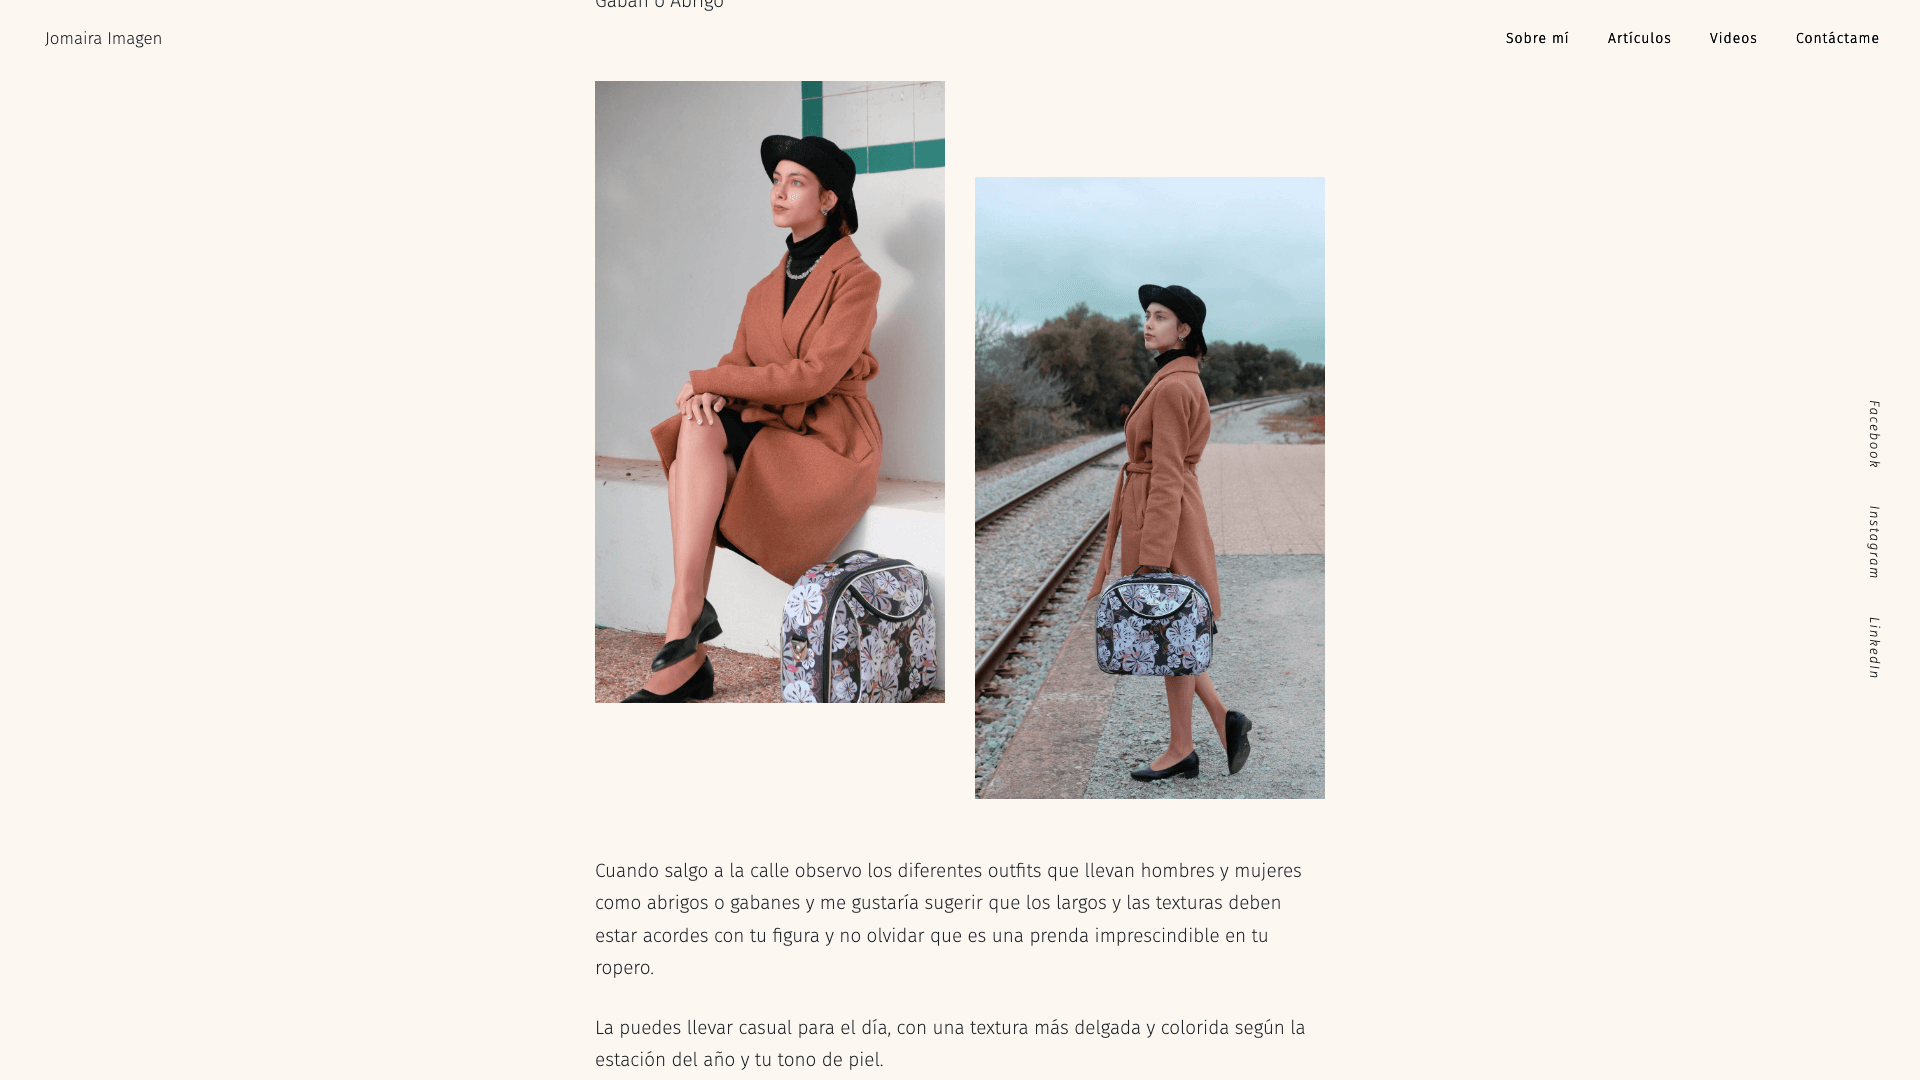 Gabán o Abrigo
Jomaira Imagen
Sobre mí
Artículos
Videos
Contáctame
Facebook
Instagram
LinkedIn
Cuando salgo a la calle observo los diferentes outfits que llevan hombres y mujeres
como abrigos o gabanes y me gustaría sugerir que los largos y las texturas deben
estar acordes con tu figura y no olvidar que es una prenda imprescindible en tu
ropero.
La puedes llevar casual para el día, con una textura más delgada y colorida según la
estación del año y tu tono de piel.